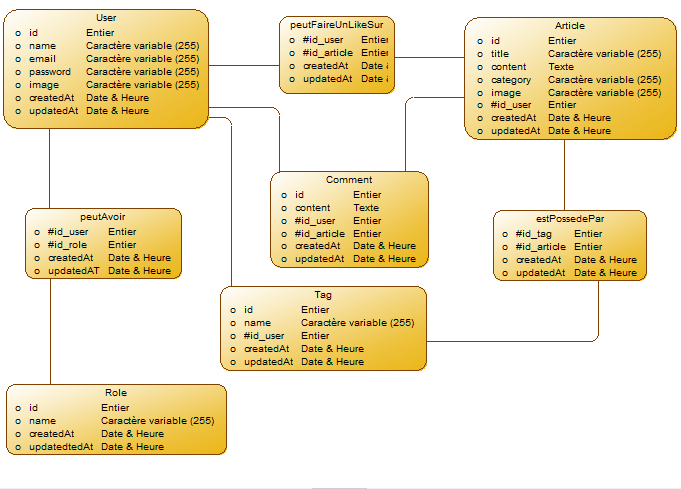 User
id Entier
name Caractère variable (255)
email Caractère variable (255)
password Caractère variable (255)
image Caractère variable (255)
createdAt Date & Heure
updatedAt Date & Heure
peutFaireUnLikeSur
#id_user Entier
#id_article Entier
createdAt Date &
updatedAt Date &
Article
id Entier
title Caractère variable (255)
content Texte
category Caractère variable (255)
image Caractère variable (255)
#id_user Entier
createdAt Date & Heure
updatedAt Date & Heure
Comment
id Entier
content Texte
#id_user Entier
#id_article Entier
createdAt Date & Heure
updatedAt Date & Heure
peutAvoir
#id_user Entier
#id_role Entier
createdAt Date & Heure
updatedAT Date & Heure
estPossedePar
#id_tag Entier
#id_article Entier
createdAt Date & Heure
updatedAt Date & Heure
Tag
id Entier
name Caractère variable (255)
#id_user Entier
createdAt Date & Heure
updatedAt Date & Heure
Role
id Entier
name Caractère variable (255)
createdAt Date & Heure
updatedtedAt Date & Heure